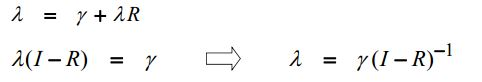 λ = γ + λR
λ(I − R) = γ ⇨ λ = γ(I − R)⁻¹